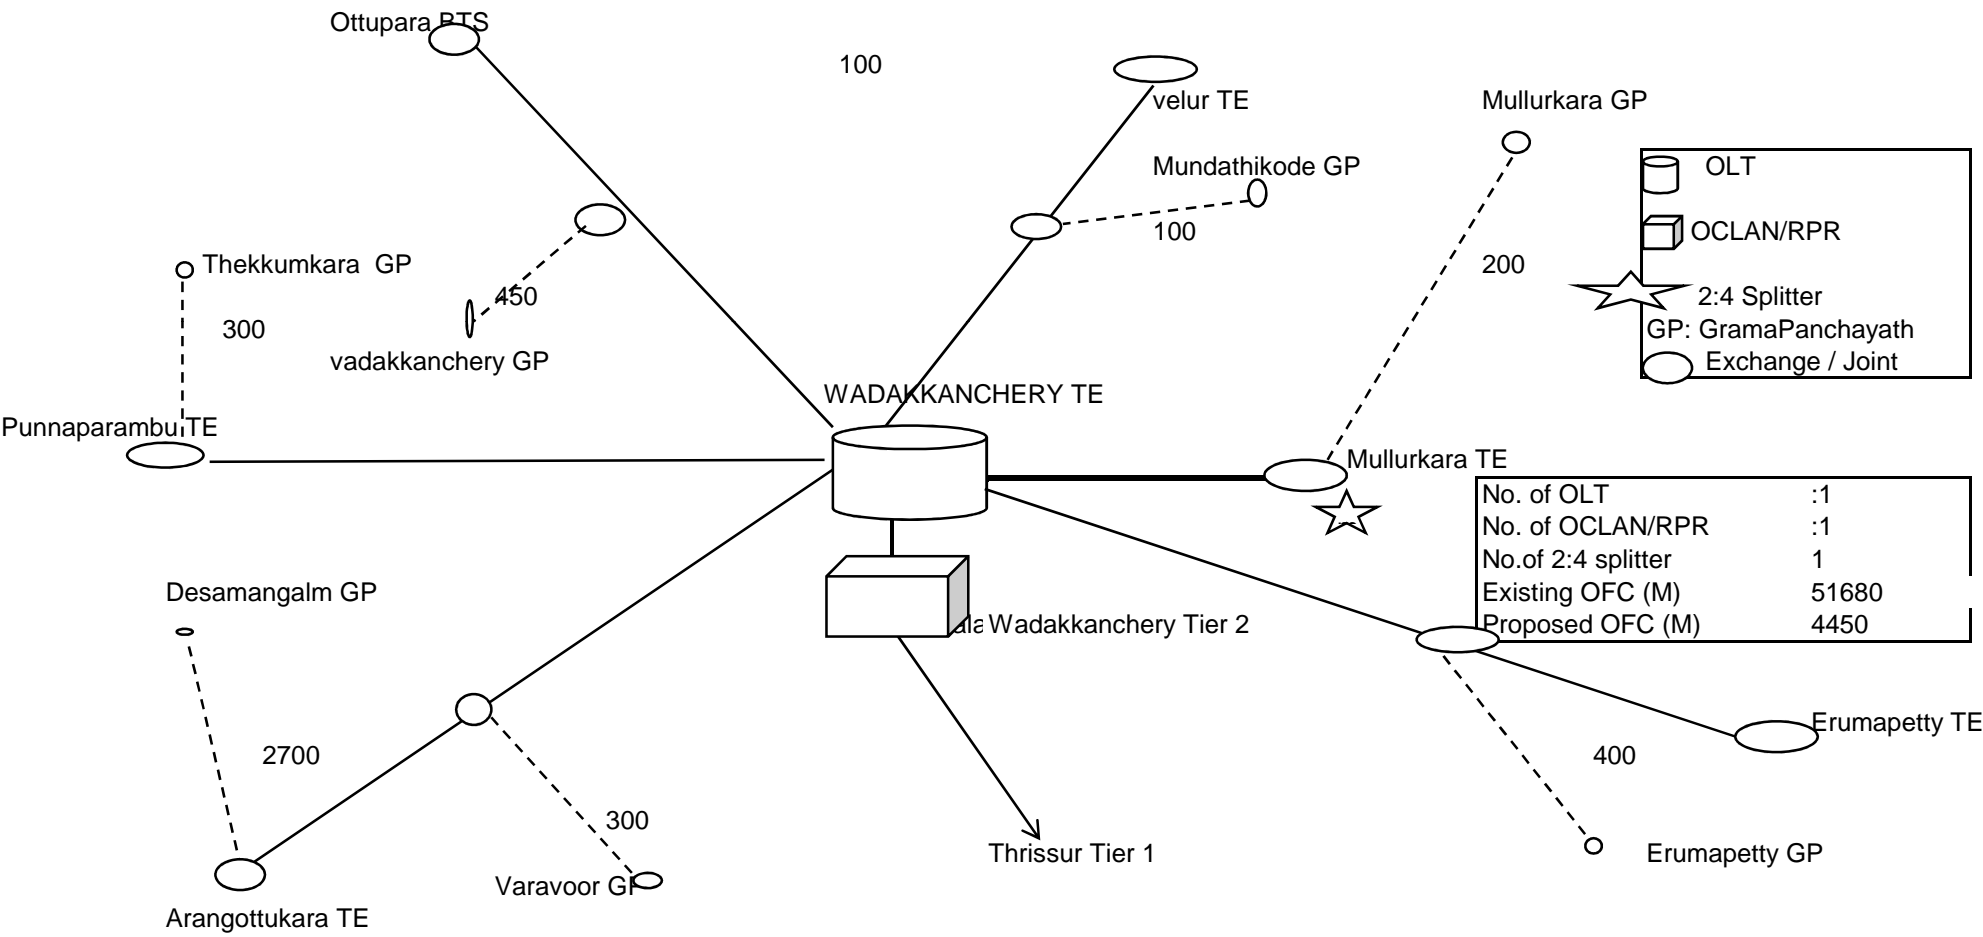 Ottupara BTS
100
velur TE
Mullurkara GP
Mundathikode GP
OLT
100
OCLAN/RPR
Thekkumkara GP
200
450
2:4 Splitter
300
GP: GramaPanchayath
vadakkanchery GP
Exchange / Joint
WADAKKANCHERY TE
Punnaparambu TE
Mullurkara TE
No. of OLT :1
No. of OCLAN/RPR :1
No.of 2:4 splitter 1
Desamangalm GP
Existing OFC (M) 51680
Wadakkanchery Tier 2
Proposed OFC (M) 4450
Erumapetty TE
2700
400
300
Thrissur Tier 1
Erumapetty GP
Varavoor GP
Arangottukara TE